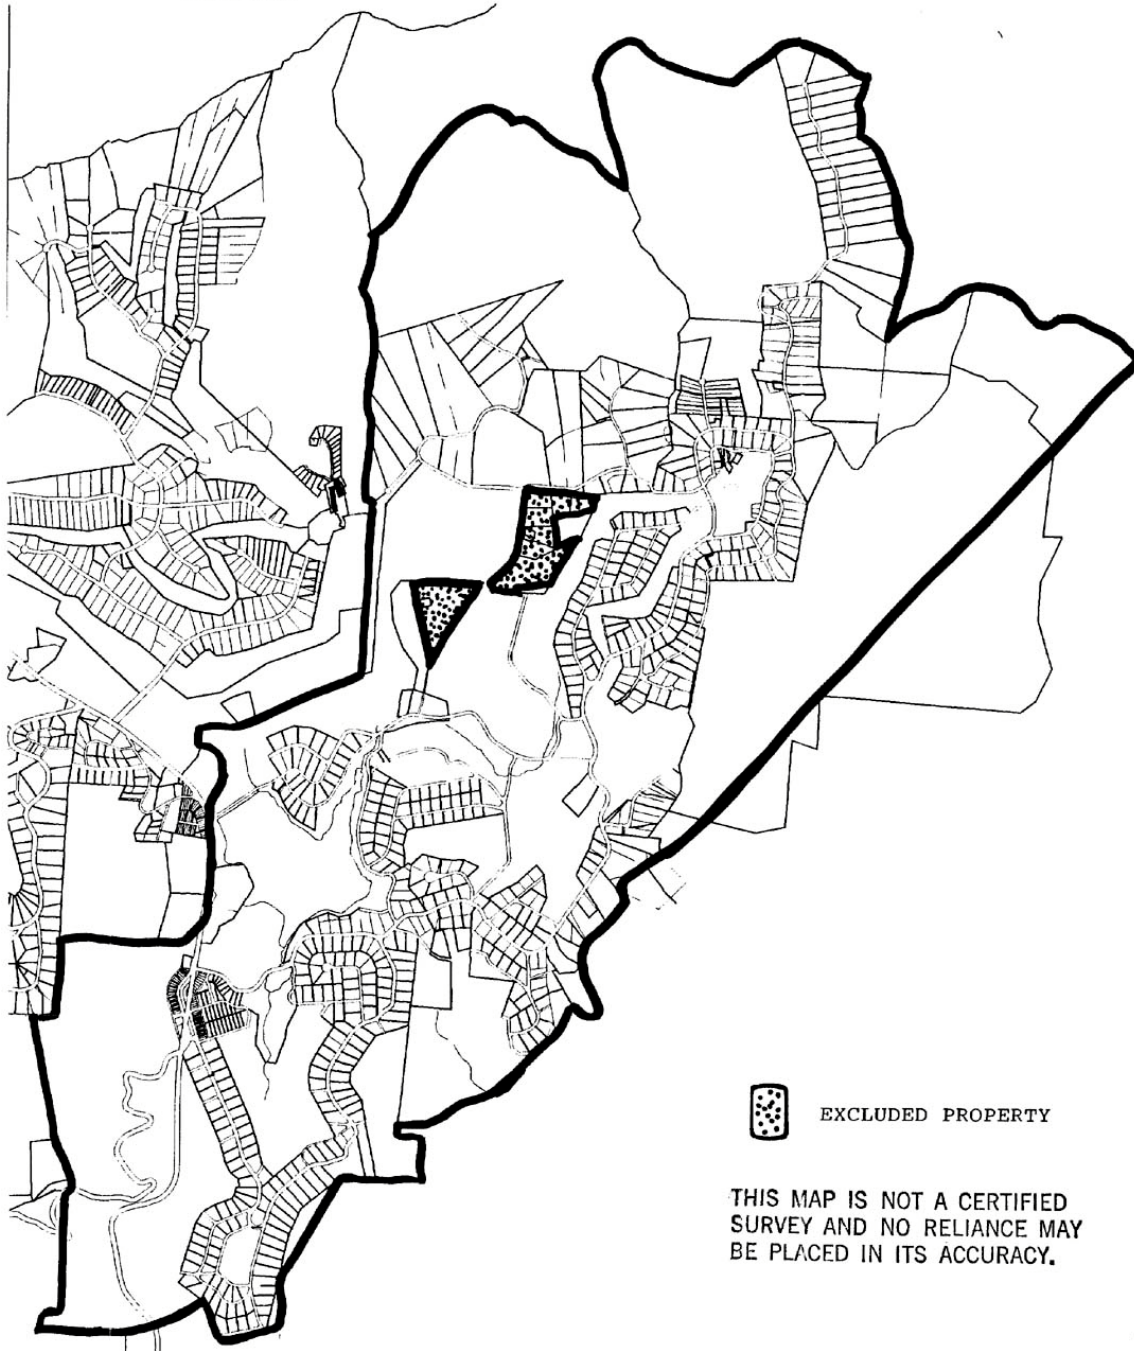 EXCLUDED PROPERTY
THIS MAP IS NOT A CERTIFIED
SURVEY AND NO RELIANCE MAY
BE PLACED IN ITS ACCURACY.